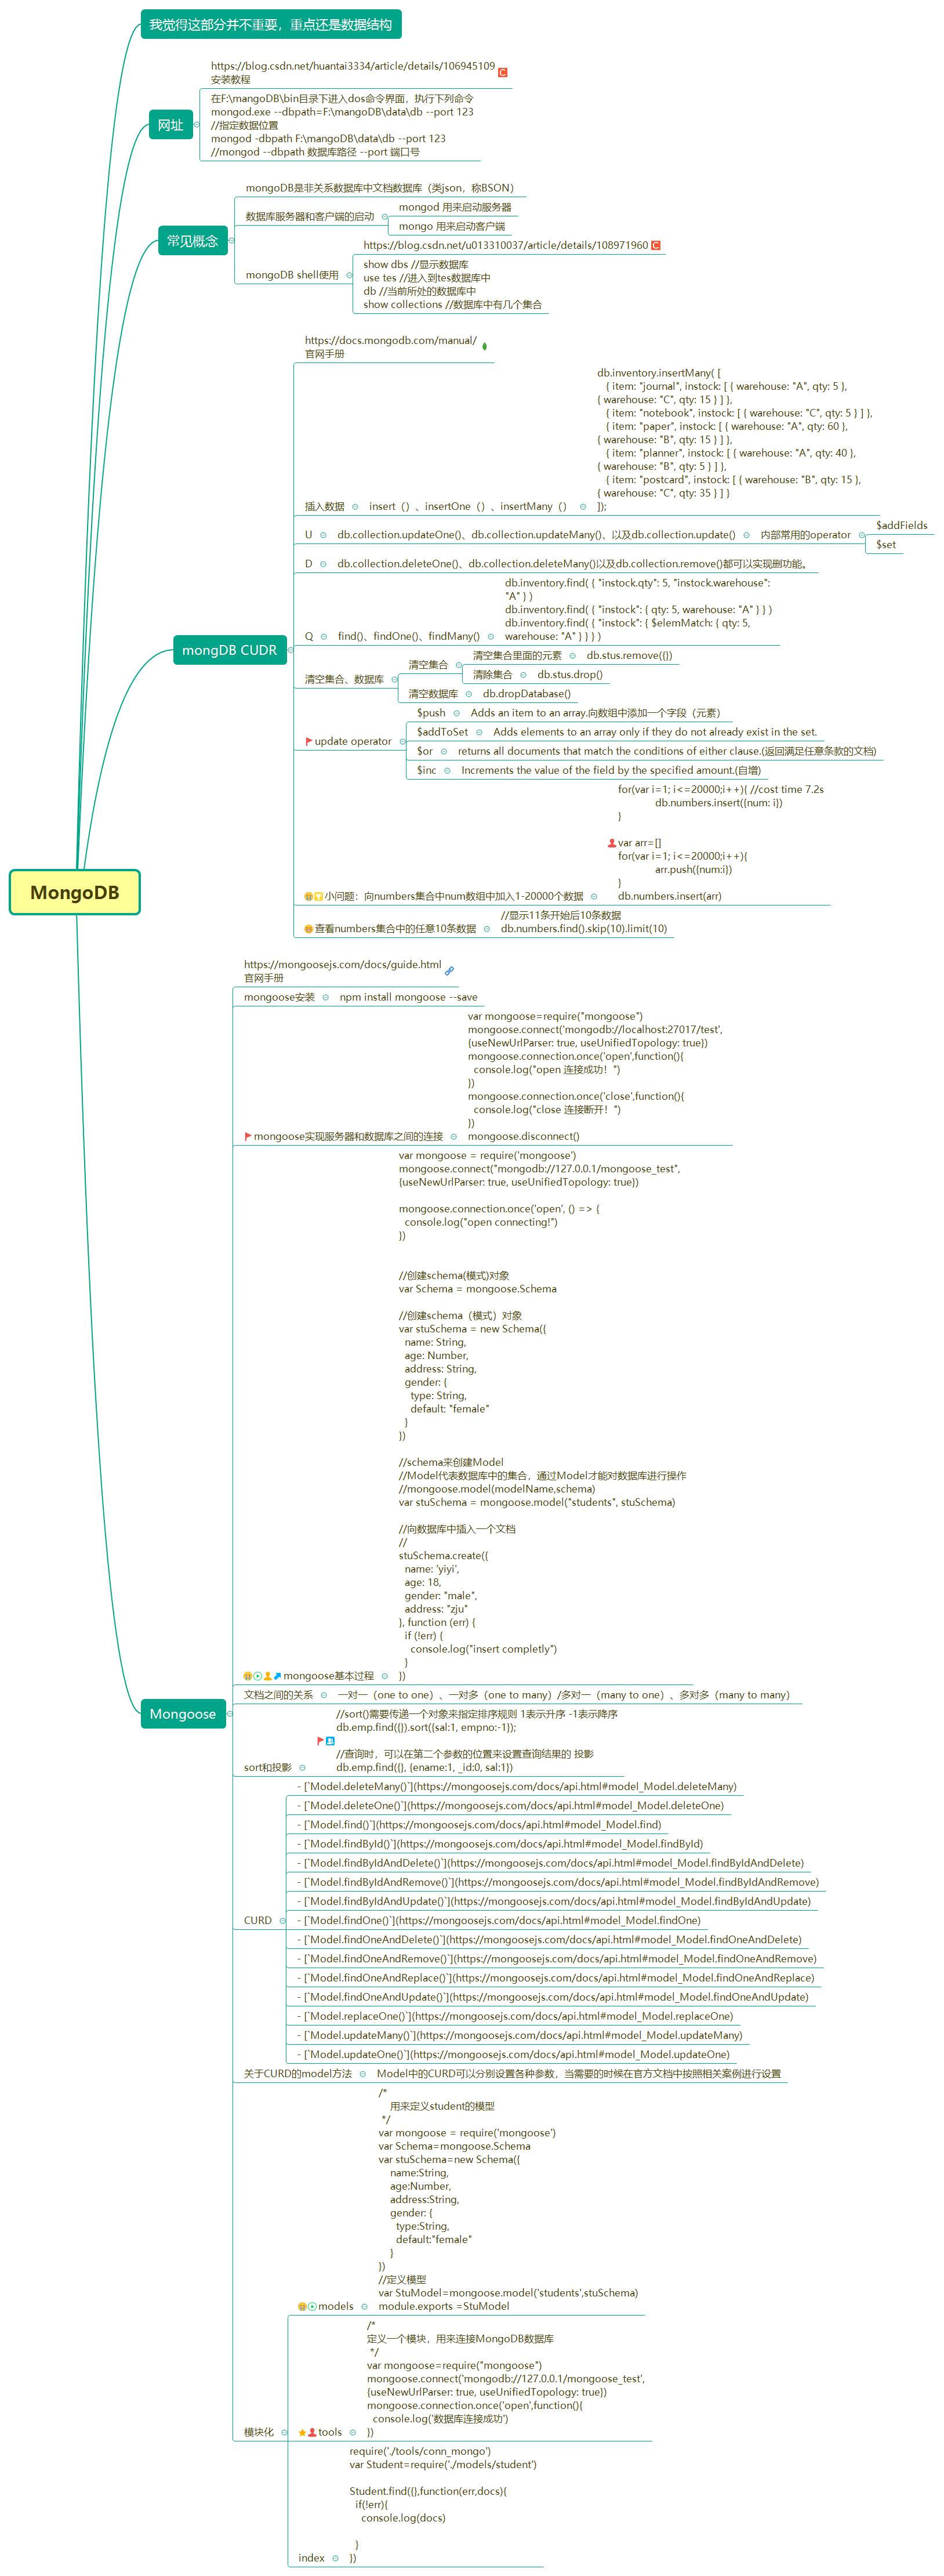 我觉得这部分并不重要，重点还是数据结构
https://blog.csdn.net/huantai3334/article/details/106945109
安装教程
网址
在F:\mangoDB\bin目录下进入dos命令界面，执行下列命令
mongod.exe --dbpath=F:\mangoDB\data\db --port 123
//指定数据位置
mongod -dbpath F:\mangoDB\data\db --port 123
//mongod --dbpath 数据库路径 --port 端口号
常见概念
mongoDB是非关系数据库中文档数据库（类json，称BSON）
数据库服务器和客户端的启动
mongod 用来启动服务器
mongo 用来启动客户端
mongoDB shell使用
https://blog.csdn.net/u013310037/article/details/108971960
show dbs //显示数据库
use tes //进入到tes数据库中
db //当前所处的数据库中
show collections //数据库中有几个集合
mongDB CUDR
https://docs.mongodb.com/manual/
官网手册
插入数据
insert（）、insertOne（）、insertMany（）
db.inventory.insertMany( [
{ item: "journal", instock: [ { warehouse: "A", qty: 5 },
{ warehouse: "C", qty: 15 } ] },
{ item: "notebook", instock: [ { warehouse: "C", qty: 5 } ] },
{ item: "paper", instock: [ { warehouse: "A", qty: 60 },
{ warehouse: "B", qty: 15 } ] },
{ item: "planner", instock: [ { warehouse: "A", qty: 40 },
{ warehouse: "B", qty: 5 } ] },
{ item: "postcard", instock: [ { warehouse: "B", qty: 15 },
{ warehouse: "C", qty: 35 } ] }
]);
U
db.collection.updateOne()、db.collection.updateMany()、以及db.collection.update()
内部常用的operator
$addFields
$set
D
db.collection.deleteOne()、db.collection.deleteMany()以及db.collection.remove()都可以实现删功能。
Q
find()、findOne()、findMany()
db.inventory.find( { "instock.qty": 5, "instock.warehouse":
"A" } )
db.inventory.find( { "instock": { qty: 5, warehouse: "A" } } )
db.inventory.find( { "instock": { $elemMatch: { qty: 5,
warehouse: "A" } } } )
清空集合、数据库
清空集合
清空集合里面的元素
db.stus.remove({})
清除集合
db.stus.drop()
清空数据库
db.dropDatabase()
update operator
$push
Adds an item to an array.向数组中添加一个字段（元素）
$addToSet
Adds elements to an array only if they do not already exist in the set.
$or
returns all documents that match the conditions of either clause.(返回满足任意条款的文档)
$inc
Increments the value of the field by the specified amount.(自增)
小问题：向numbers集合中num数组中加入1-20000个数据
for(var i=1; i<=20000;i++){ //cost time 7.2s
db.numbers.insert({num: i})
}
var arr=[]
for(var i=1; i<=20000;i++){
arr.push({num:i})
}
db.numbers.insert(arr)
查看numbers集合中的任意10条数据
//显示11条开始后10条数据
db.numbers.find().skip(10).limit(10)
MongoDB
Mongoose
https://mongoosejs.com/docs/guide.html
官网手册
mongoose安装
npm install mongoose --save
mongoose实现服务器和数据库之间的连接
var mongoose=require("mongoose")
mongoose.connect('mongodb://localhost:27017/test',
{useNewUrlParser: true, useUnifiedTopology: true})
mongoose.connection.once('open',function(){
console.log("open 连接成功！")
})
mongoose.connection.once('close',function(){
console.log("close 连接断开！")
})
mongoose.disconnect()
mongoose基本过程
var mongoose = require('mongoose')
mongoose.connect("mongodb://127.0.0.1/mongoose_test",
{useNewUrlParser: true, useUnifiedTopology: true})
mongoose.connection.once('open', () => {
console.log("open connecting!")
})
//创建schema(模式)对象
var Schema = mongoose.Schema
//创建schema（模式）对象
var stuSchema = new Schema({
name: String,
age: Number,
address: String,
gender: {
type: String,
default: "female"
}
})
//schema来创建Model
//Model代表数据库中的集合，通过Model才能对数据库进行操作
//mongoose.model(modelName,schema)
var stuSchema = mongoose.model("students", stuSchema)
//向数据库中插入一个文档
//
stuSchema.create({
name: 'yiyi',
age: 18,
gender: "male",
address: "zju"
}, function (err) {
if (!err) {
console.log("insert completly")
}
})
文档之间的关系
一对一（one to one）、一对多（one to many）/多对一（many to one）、多对多（many to many）
sort和投影
//sort()需要传递一个对象来指定排序规则 1表示升序 -1表示降序
db.emp.find({}).sort({sal:1, empno:-1});
//查询时，可以在第二个参数的位置来设置查询结果的 投影
db.emp.find({}, {ename:1, _id:0, sal:1})
CURD
- [`Model.deleteMany()`](https://mongoosejs.com/docs/api.html#model_Model.deleteMany)
- [`Model.deleteOne()`](https://mongoosejs.com/docs/api.html#model_Model.deleteOne)
- [`Model.find()`](https://mongoosejs.com/docs/api.html#model_Model.find)
- [`Model.findById()`](https://mongoosejs.com/docs/api.html#model_Model.findById)
- [`Model.findByIdAndDelete()`](https://mongoosejs.com/docs/api.html#model_Model.findByIdAndDelete)
- [`Model.findByIdAndRemove()`](https://mongoosejs.com/docs/api.html#model_Model.findByIdAndRemove)
- [`Model.findByIdAndUpdate()`](https://mongoosejs.com/docs/api.html#model_Model.findByIdAndUpdate)
- [`Model.findOne()`](https://mongoosejs.com/docs/api.html#model_Model.findOne)
- [`Model.findOneAndDelete()`](https://mongoosejs.com/docs/api.html#model_Model.findOneAndDelete)
- [`Model.findOneAndRemove()`](https://mongoosejs.com/docs/api.html#model_Model.findOneAndRemove)
- [`Model.findOneAndReplace()`](https://mongoosejs.com/docs/api.html#model_Model.findOneAndReplace)
- [`Model.findOneAndUpdate()`](https://mongoosejs.com/docs/api.html#model_Model.findOneAndUpdate)
- [`Model.replaceOne()`](https://mongoosejs.com/docs/api.html#model_Model.replaceOne)
- [`Model.updateMany()`](https://mongoosejs.com/docs/api.html#model_Model.updateMany)
- [`Model.updateOne()`](https://mongoosejs.com/docs/api.html#model_Model.updateOne)
关于CURD的model方法
Model中的CURD可以分别设置各种参数，当需要的时候在官方文档中按照相关案例进行设置
模块化
models
/*
用来定义student的模型
*/
var mongoose = require('mongoose')
var Schema=mongoose.Schema
var stuSchema=new Schema({
name:String,
age:Number,
address:String,
gender: {
type:String,
default:"female"
}
})
//定义模型
var StuModel=mongoose.model('students',stuSchema)
module.exports =StuModel
tools
/*
定义一个模块，用来连接MongoDB数据库
*/
var mongoose=require("mongoose")
mongoose.connect('mongodb://127.0.0.1/mongoose_test',
{useNewUrlParser: true, useUnifiedTopology: true})
mongoose.connection.once('open',function(){
console.log('数据库连接成功')
})
index
require('./tools/conn_mongo')
var Student=require('./models/student')
Student.find({},function(err,docs){
if(!err){
console.log(docs)
}
})